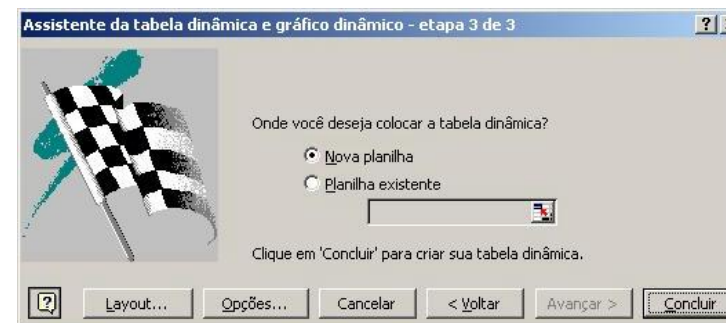 Assistente da tabela dinâmica e gráfico dinâmico - etapa 3 de 3
Onde você deseja colocar a tabela dinâmica?
Nova planilha
Planilha existente
Clique em 'Concluir' para criar sua tabela dinâmica.
Layout... Opções... Cancelar < Voltar Avançar > Concluir